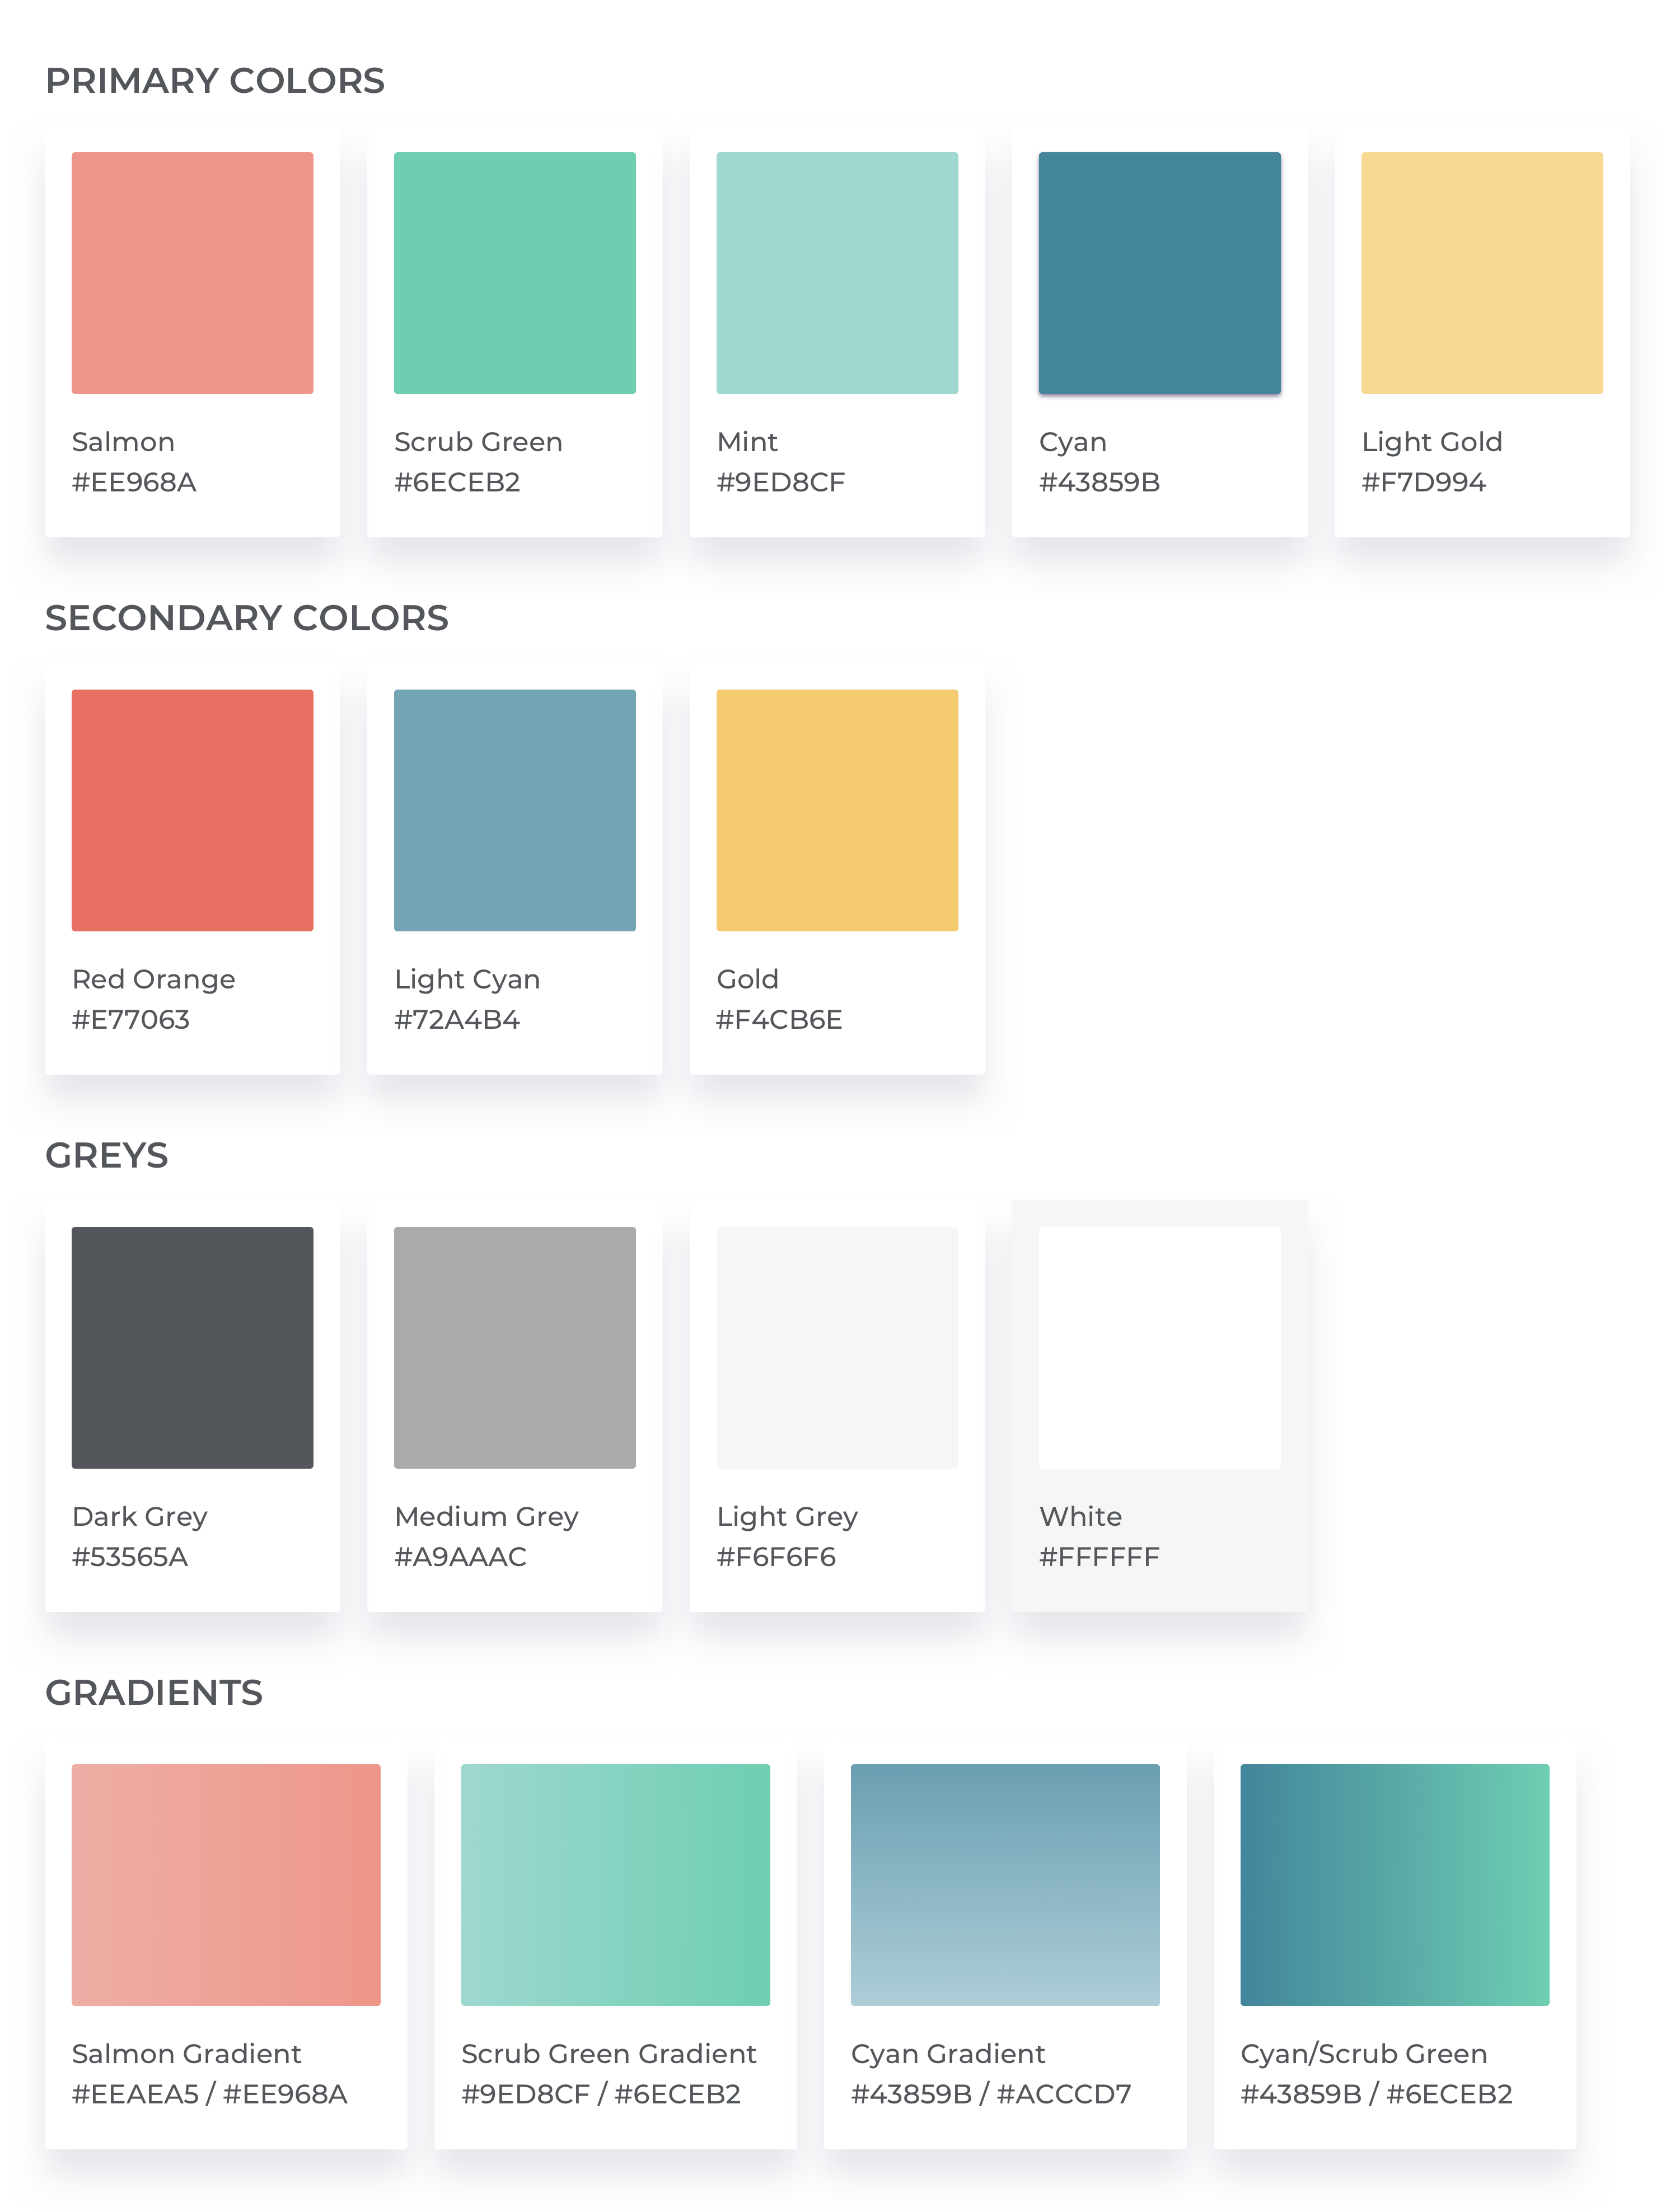 PRIMARY COLORS
Salmon
#EE968A
Scrub Green
#6ECEB2
Mint
#9ED8CF
Cyan
#43859B
Light Gold
#F7D994
SECONDARY COLORS
Red Orange
#E77063
Light Cyan
#72A4B4
Gold
#F4CB6E
GREYS
Dark Grey
#53565A
Medium Grey
#A9AAAC
Light Grey
#F6F6F6
White
#FFFFFF
GRADIENTS
Salmon Gradient
#EEAEA5 / #EE968A
Scrub Green Gradient
#9ED8CF / #6ECEB2
Cyan Gradient
#43859B / #ACCCD7
Cyan/Scrub Green
#43859B / #6ECEB2